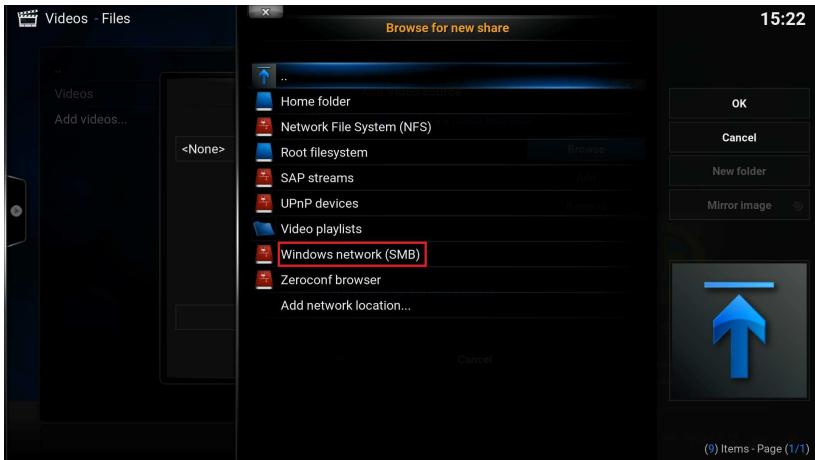 Videos - Files
Browse for new share
15:22
..
Videos
Add videos...
<None>
..
Home folder
Network File System (NFS)
Root filesystem
SAP streams
UPnP devices
Video playlists
Windows network (SMB)
Zeroconf browser
Add network location...
Browse
Cancel
OK
Cancel
New folder
Mirror image
(9) Items - Page (1/1)